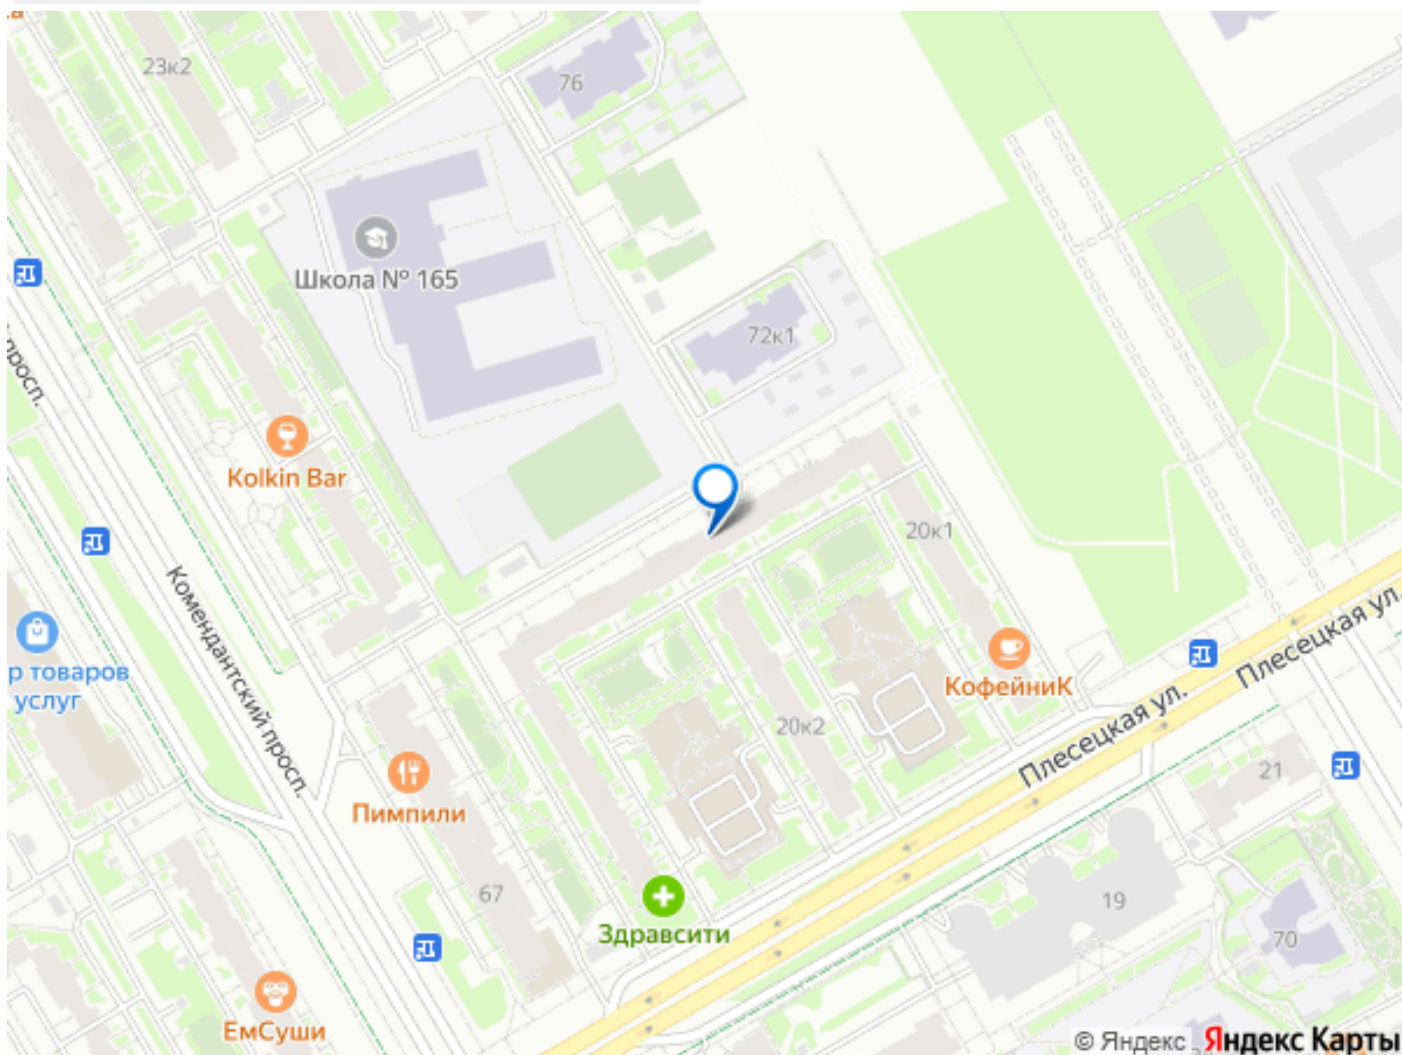 23к2
76
Школа № 165
72к1
просп.
Kolkin Bar
20к1
Комендантский просп.
р товаров
услуг
КофейниК
Плесецкая ул.
Плесецкая ул.
20к2
21
Пимпили
67
19
Здравсити
70
ЕмСуши
© Яндекс Яндекс Карты